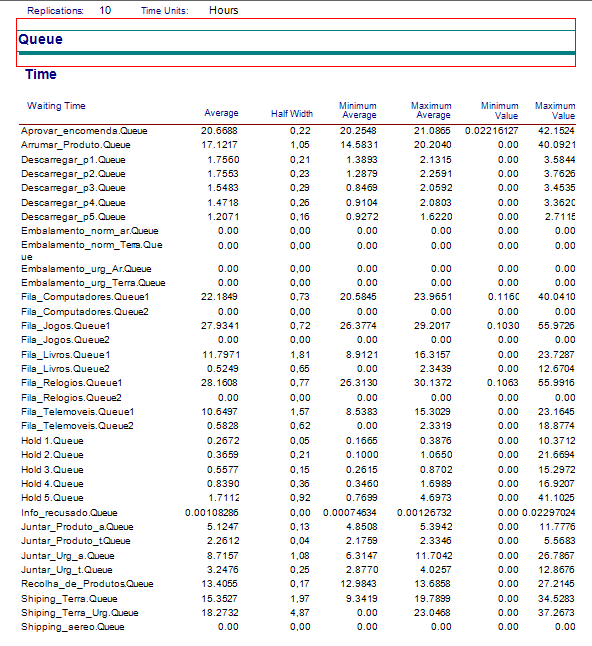 Replications: 10 Time Units: Hours
Queue
Time
Waiting Time Average Half Width Minimum Average Maximum Average Minimum Value Maximum Value
Aprovar_encomenda.Queue 20.6688 0,22 20.2548 21.0865 0.02216127 42.1524
Arrumar_Produto.Queue 17.1217 1,05 14.5831 20.2040 0.00 40.0921
Descarregar_p1.Queue 1.7560 0,21 1.3893 2.1315 0.00 3.5844
Descarregar_p2.Queue 1.7553 0,23 1.2879 2.2591 0.00 3.7626
Descarregar_p3.Queue 1.5483 0,29 0.8469 2.0592 0.00 3.4535
Descarregar_p4.Queue 1.4718 0,26 0.9104 2.0803 0.00 3.3620
Descarregar_p5.Queue 1.2071 0,16 0.9272 1.6220 0.00 2.7115
Embalamento_norm_ar.Queue 0.00 0,00 0.00 0.00 0.00 0.00
Embalamento_norm_Terra.Que 0.00 0,00 0.00 0.00 0.00 0.00
ue
Embalamento_urg_Ar.Queue 0.00 0,00 0.00 0.00 0.00 0.00
Embalamento_urg_Terra.Queue 0.00 0,00 0.00 0.00 0.00 0.00
Fila_Computadores.Queue1 22.1849 0,73 20.5845 23.9651 0.1160 40.0410
Fila_Computadores.Queue2 0.00 0,00 0.00 0.00 0.00 0.00
Fila_Jogos.Queue1 27.9341 0,72 26.3774 29.2017 0.1030 55.9726
Fila_Jogos.Queue2 0.00 0,00 0.00 0.00 0.00 0.00
Fila_Livros.Queue1 11.7971 1,81 8.9121 16.3157 0.00 23.7287
Fila_Livros.Queue2 0.5249 0,65 0.00 2.3439 0.00 12.6704
Fila_Relogios.Queue1 28.1608 0,77 26.3130 30.1372 0.1063 55.9916
Fila_Relogios.Queue2 0.00 0,00 0.00 0.00 0.00 0.00
Fila_Telemoveis.Queue1 10.6497 1,57 8.5383 15.3029 0.00 23.1645
Fila_Telemoveis.Queue2 0.5828 0,62 0.00 2.3319 0.00 18.8774
Hold 1.Queue 0.2672 0,05 0.1665 0.3876 0.00 10.3712
Hold 2.Queue 0.3659 0,21 0.1000 1.0650 0.00 21.6694
Hold 3.Queue 0.5577 0,15 0.2615 0.8702 0.00 15.2972
Hold 4.Queue 0.8390 0,36 0.3460 1.6989 0.00 16.9207
Hold 5.Queue 1.7112 0,92 0.7699 4.6973 0.00 41.1025
Info_recusado.Queue 0.00108286 0,00 0.00074634 0.00126732 0.00 0.02297024
Juntar_Produto_a.Queue 5.1247 0,13 4.8508 5.3942 0.00 11.7776
Juntar_Produto_t.Queue 2.2612 0,04 2.1759 2.3346 0.00 5.5683
Juntar_Urg_a.Queue 8.7157 1,08 6.3147 11.7042 0.00 26.7867
Juntar_Urg_t.Queue 3.2476 0,25 2.8770 4.0257 0.00 12.8676
Recolha_de_Produtos.Queue 13.4055 0,17 12.9843 13.6858 0.00 27.2145
Shiping_Terra.Queue 15.3527 1,97 9.3419 19.7899 0.00 34.5283
Shiping_Terra_Urg.Queue 18.2732 4,87 0.00 23.0468 0.00 37.2673
Shipping_aereo.Queue 0.00 0,00 0.00 0.00 0.00 0.00